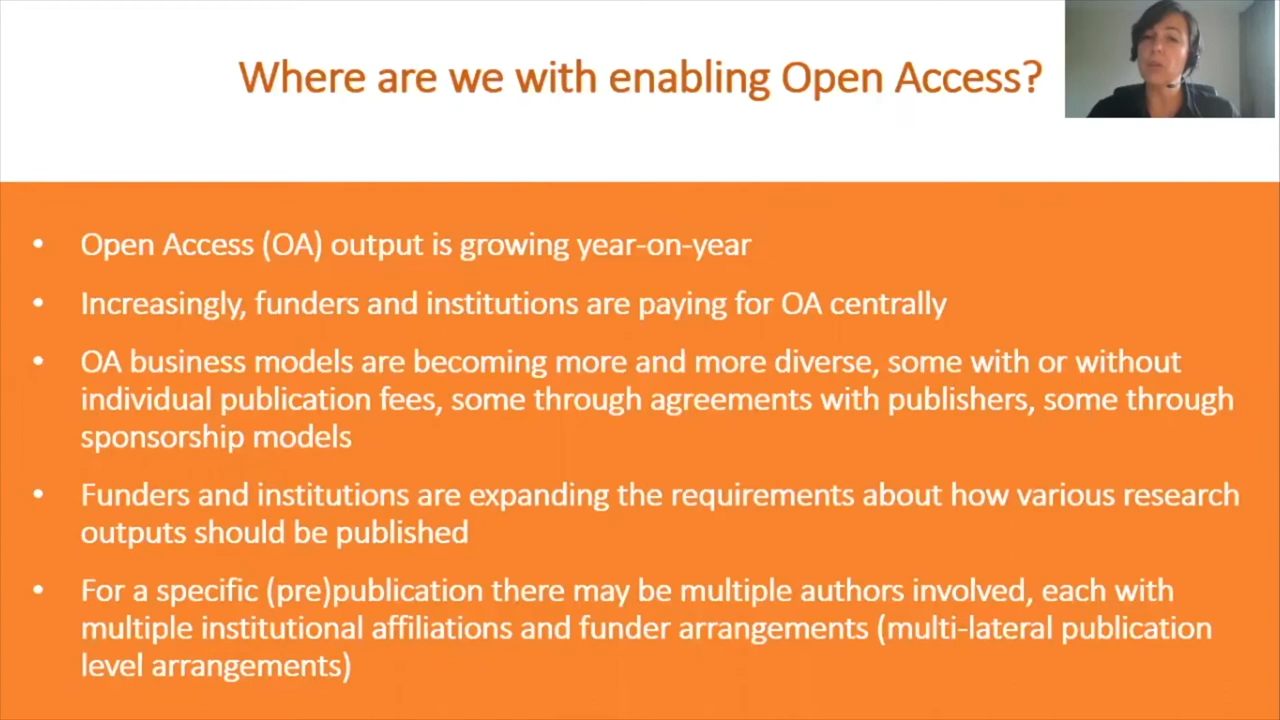 Where are we with enabling Open Access?
• Open Access (OA) output is growing year-on-year
• Increasingly, funders and institutions are paying for OA centrally
• OA business models are becoming more and more diverse, some with or without
individual publication fees, some through agreements with publishers, some through
sponsorship models
• Funders and institutions are expanding the requirements about how various research
outputs should be published
• For a specific (pre)publication there may be multiple authors involved, each with
multiple institutional affiliations and funder arrangements (multi-lateral publication
level arrangements)